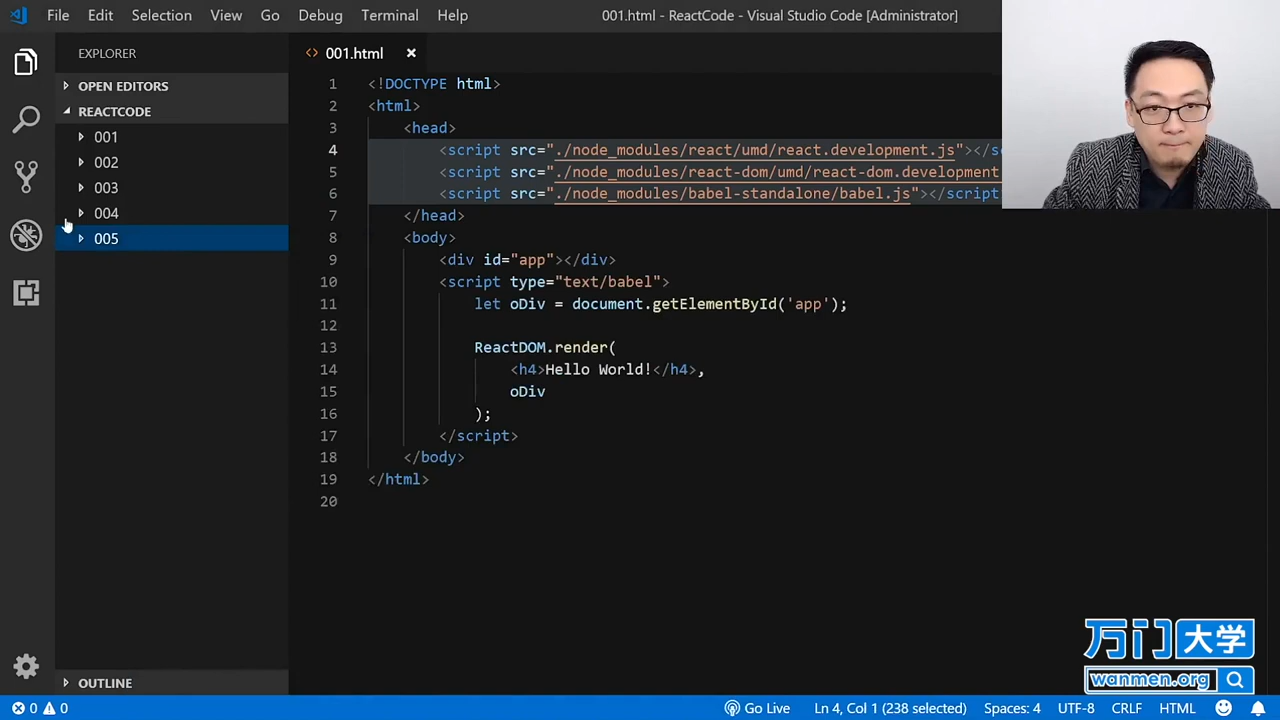 File Edit Selection View Go Debug Terminal Help 001.html - ReactCode - Visual Studio Code [Administrator]
EXPLORER
OPEN EDITORS
REACTCODE
001
002
003
004
005
OUTLINE
<> 001.html ×
1 <!DOCTYPE html>
2 <html>
3 <head>
4 <script src="./node_modules/react/umd/react.development.js"></sc
5 <script src="./node_modules/react-dom/umd/react-dom.development
6 <script src="./node_modules/babel-standalone/babel.js"></script
7 </head>
8 <body>
9 <div id="app"></div>
10 <script type="text/babel">
11 let oDiv = document.getElementById('app');
12
13 ReactDOM.render(
14 <h4>Hello World!</h4>,
15 oDiv
16 );
17 </script>
18 </body>
19 </html>
20
万门大学
wanmen.org
0 0 Go Live Ln 4, Col 1 (238 selected) Spaces: 4 UTF-8 CRLF HTML